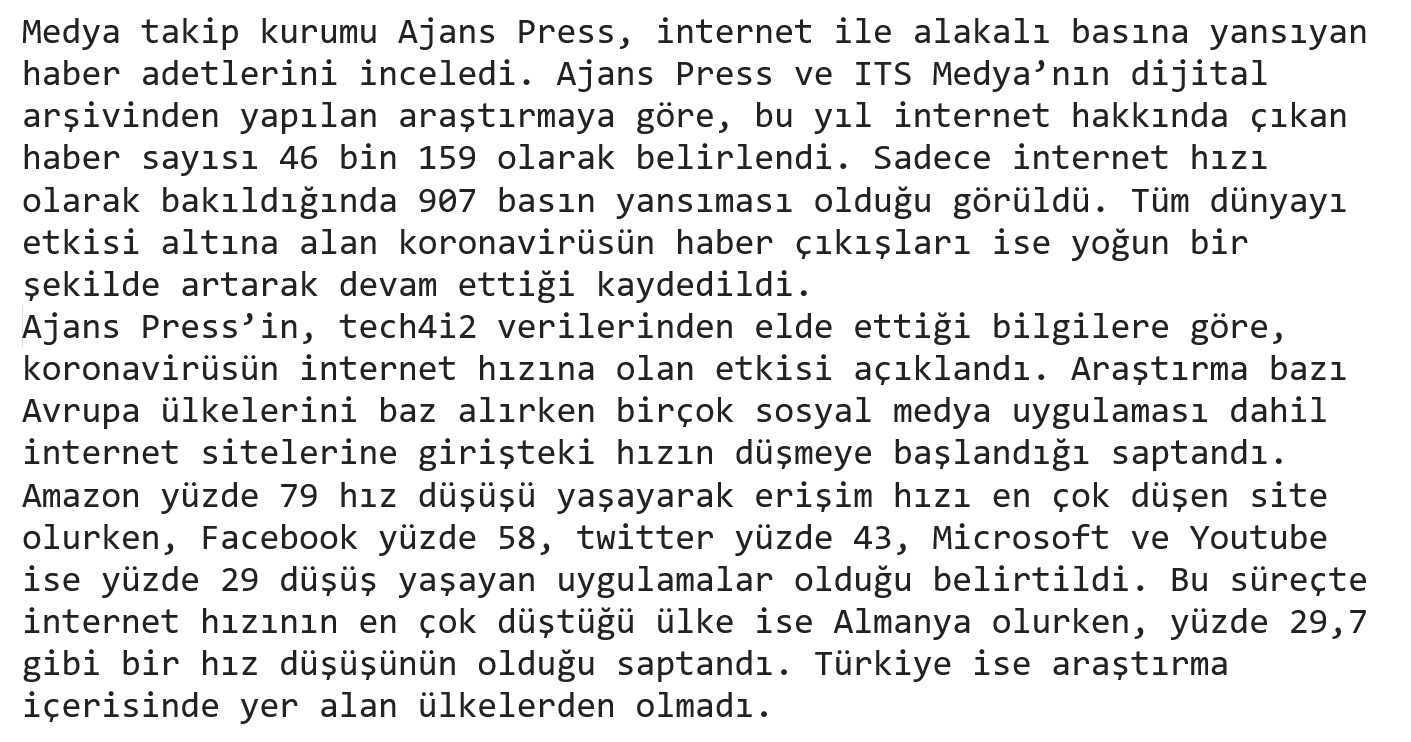 Medya takip kurumu Ajans Press, internet ile alakalı basına yansıyan
haber adetlerini inceledi. Ajans Press ve ITS Medya’nın dijital
arşivinden yapılan araştırmaya göre, bu yıl internet hakkında çıkan
haber sayısı 46 bin 159 olarak belirlendi. Sadece internet hızı
olarak bakıldığında 907 basın yansıması olduğu görüldü. Tüm dünyayı
etkisi altına alan koronavirüsün haber çıkışları ise yoğun bir
şekilde artarak devam ettiği kaydedildi.
Ajans Press’in, tech4i2 verilerinden elde ettiği bilgilere göre,
koronavirüsün internet hızına olan etkisi açıklandı. Araştırma bazı
Avrupa ülkelerini baz alırken birçok sosyal medya uygulaması dahil
internet sitelerine girişteki hızın düşmeye başlandığı saptandı.
Amazon yüzde 79 hız düşüşü yaşayarak erişim hızı en çok düşen site
olurken, Facebook yüzde 58, twitter yüzde 43, Microsoft ve Youtube
ise yüzde 29 düşüş yaşayan uygulamalar olduğu belirtildi. Bu süreçte
internet hızının en çok düştüğü ülke ise Almanya olurken, yüzde 29,7
gibi bir hız düşüşünün olduğu saptandı. Türkiye ise araştırma
içerisinde yer alan ülkelerden olmadı.